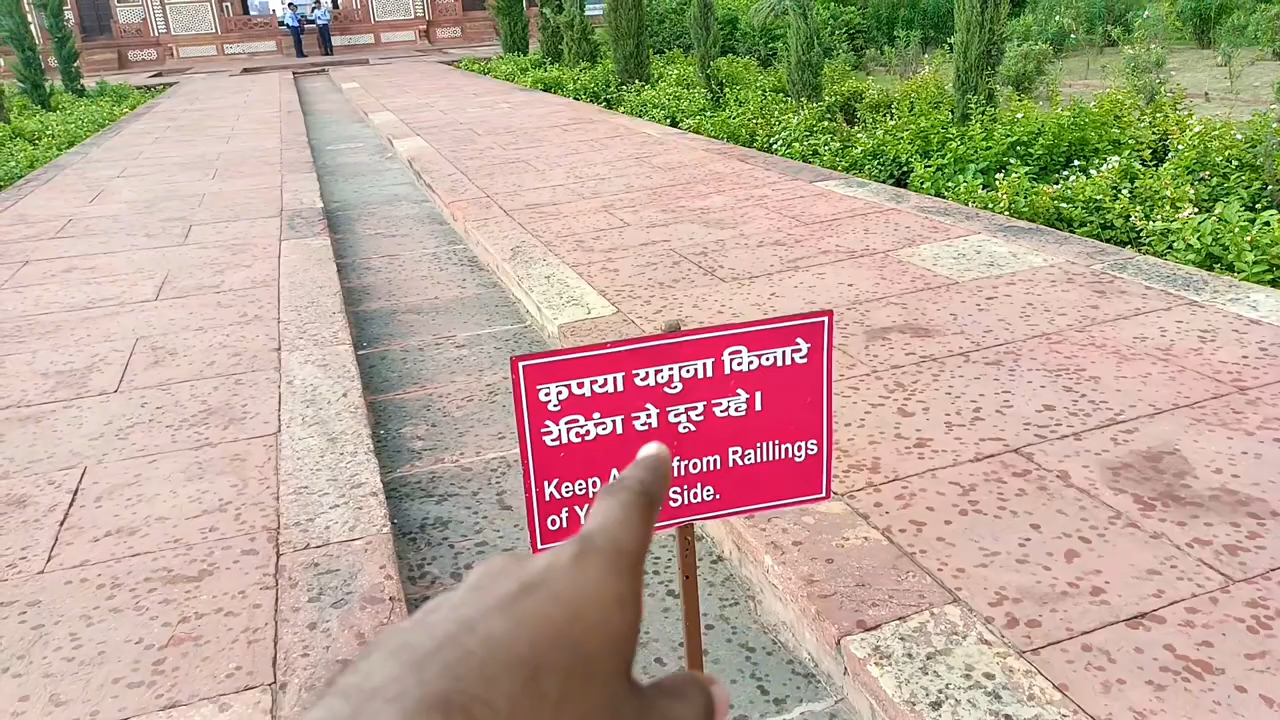 कृपया यमुना किनारे
रेलिंग से दूर रहे।
Keep from Raillings
of Side.